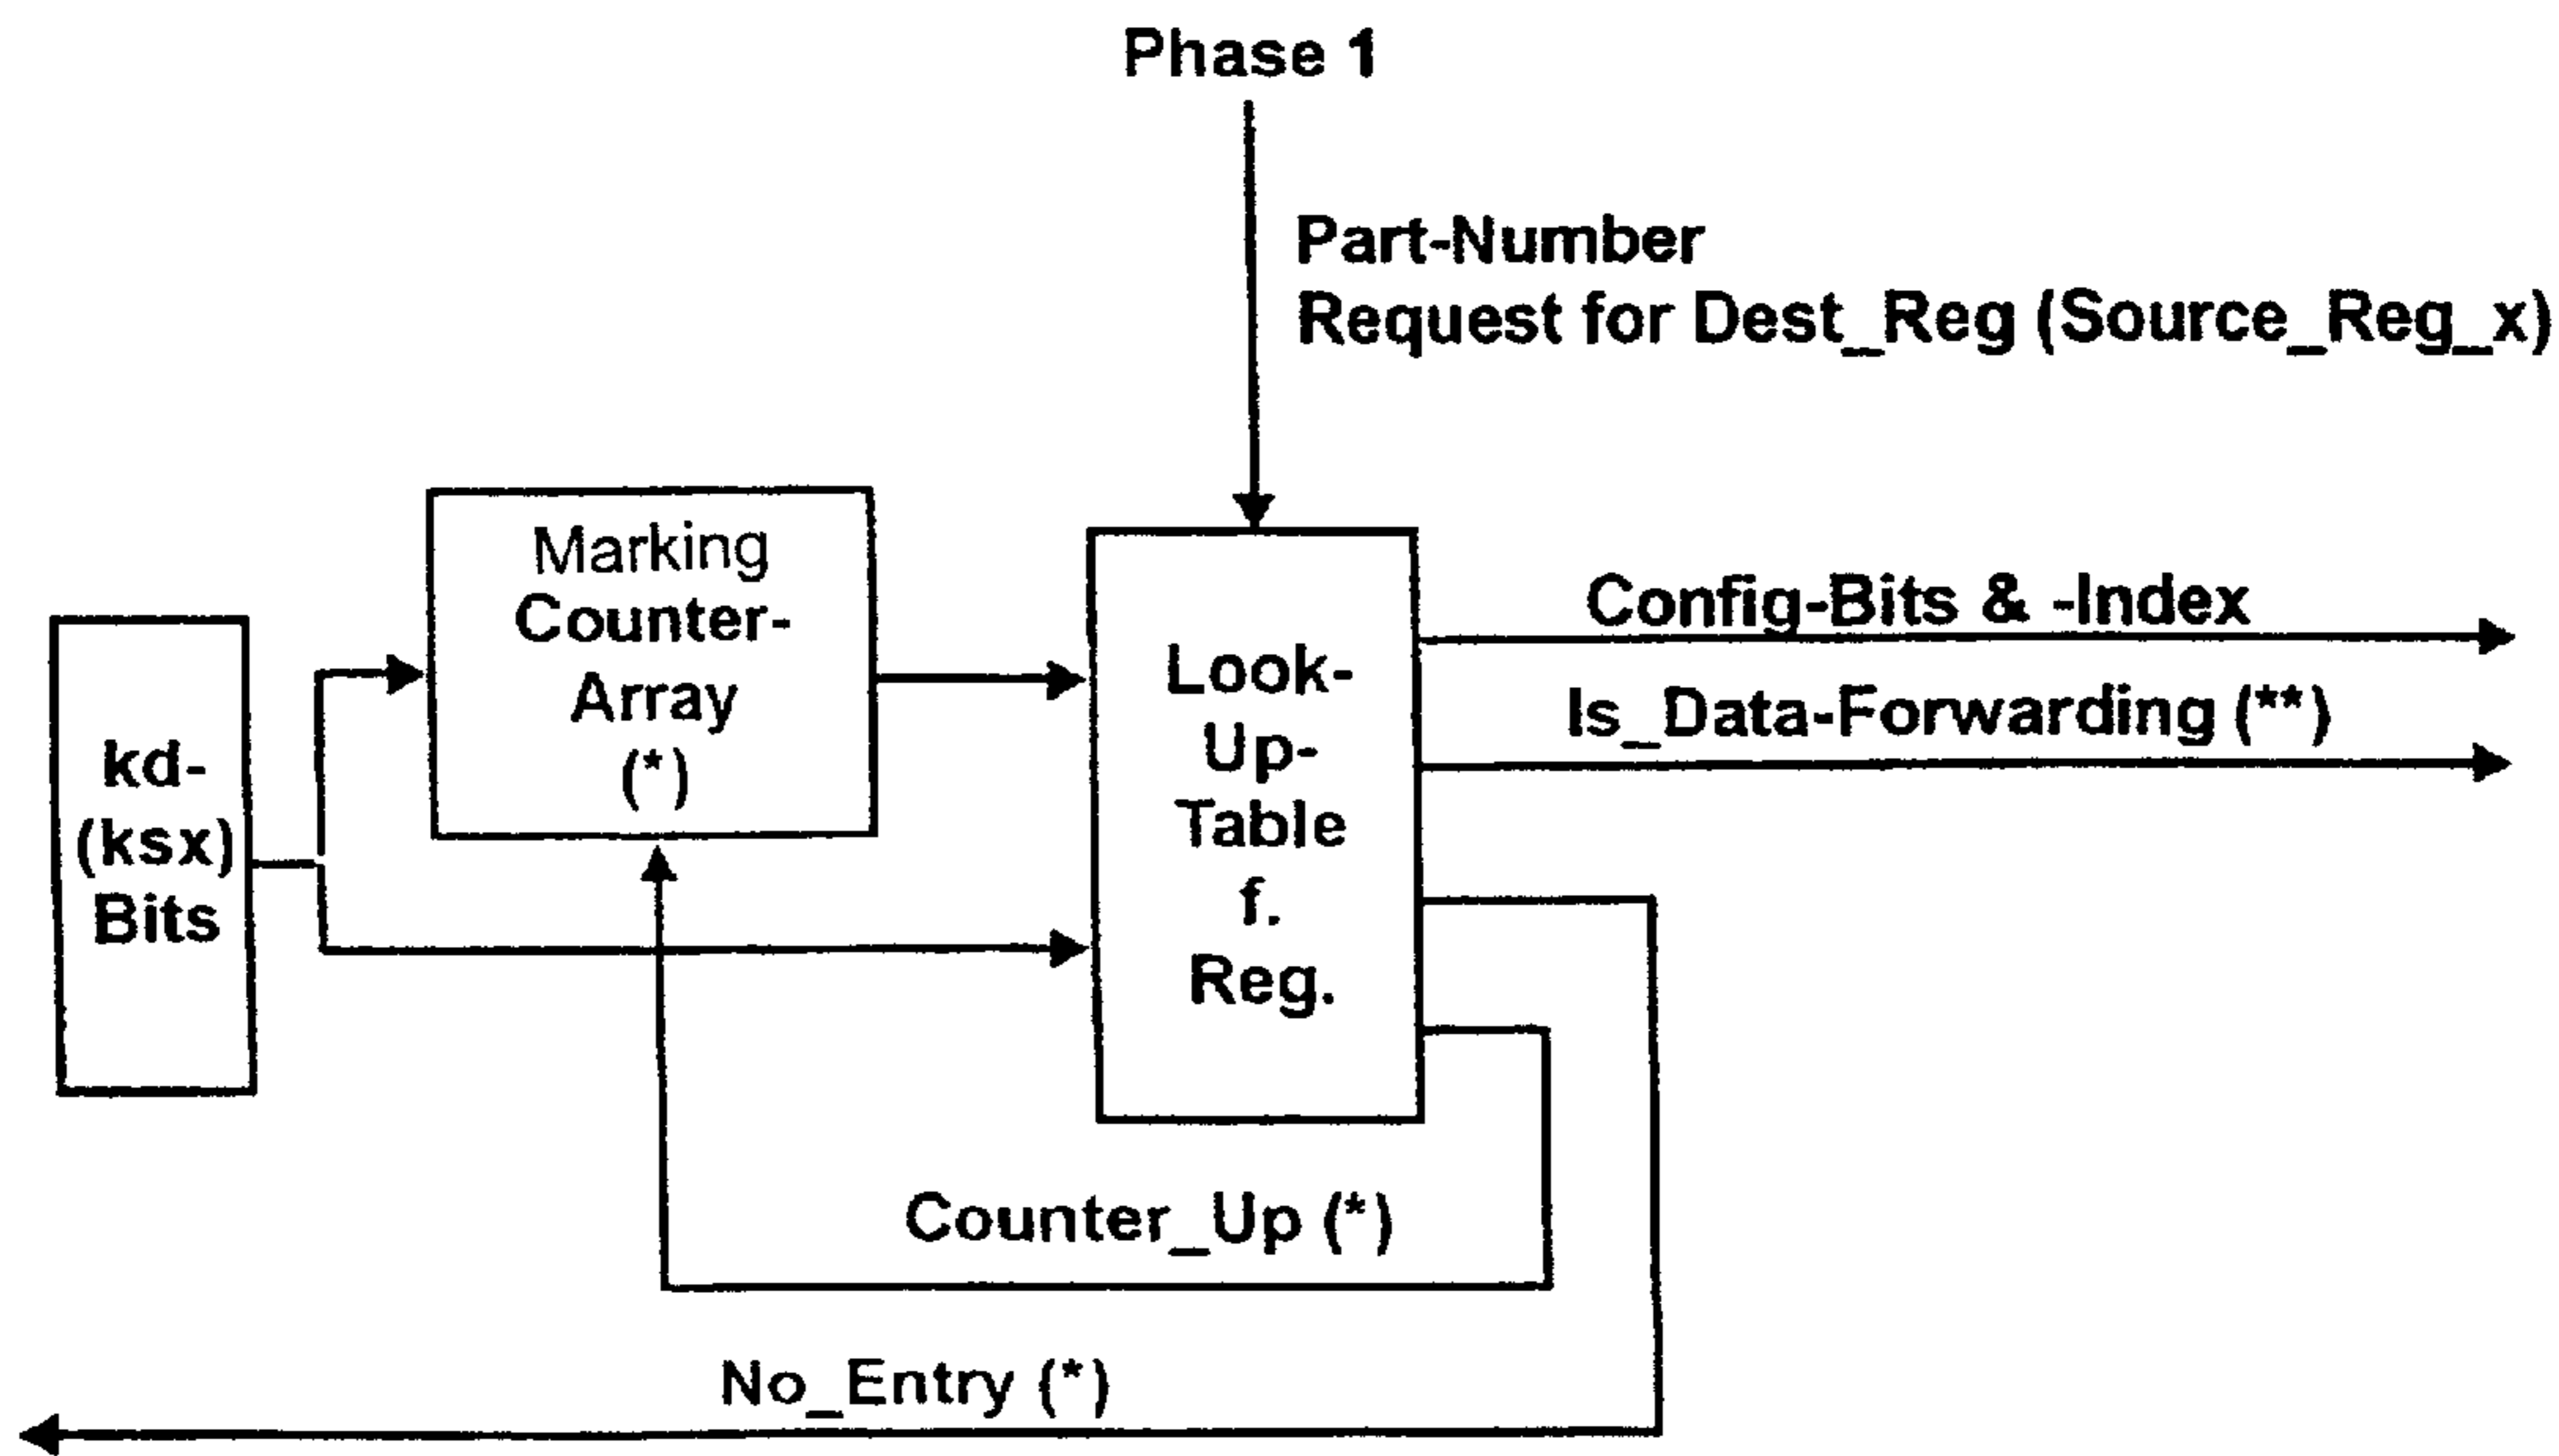 Phase 1
Part-Number
Request for Dest_Reg (Source_Reg_x)
Marking
Counter-
Array
(*)
kd-
(ksx)
Bits
Look-
Up-
Table
f.
Reg.
Config-Bits & -Index
Is_Data-Forwarding (**)
Counter_Up (*)
No_Entry (*)